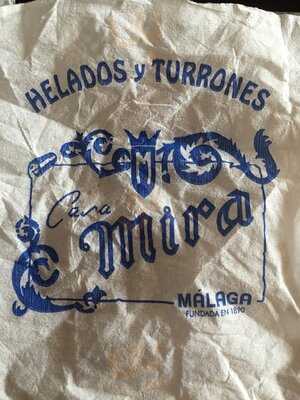 HELADOS y TURRONES
M
Casa
mira
MÁLAGA
FUNDADA EN 1890